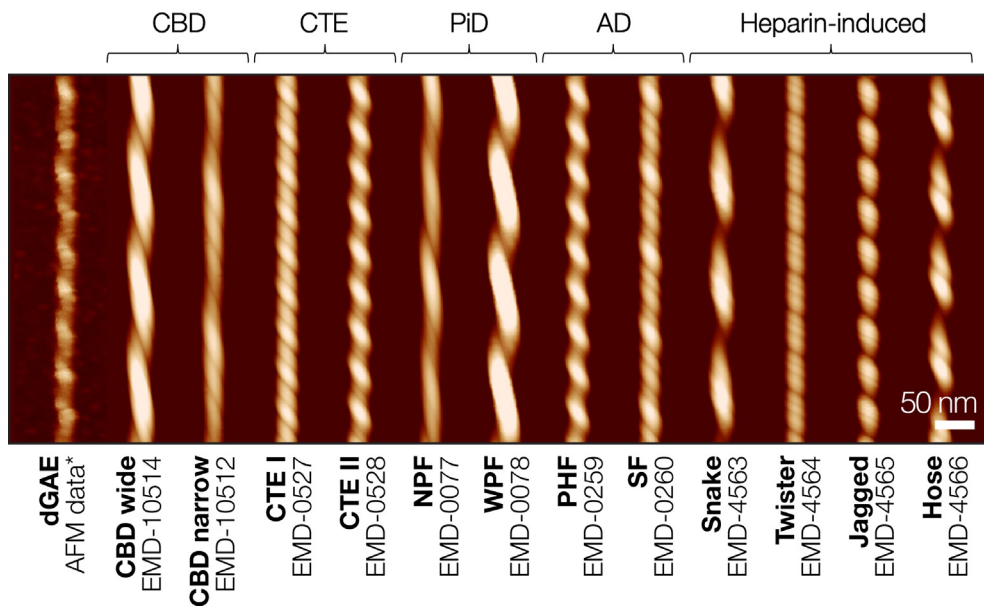 CBD
CTE
PiD
AD
Heparin-induced
50 nm
dGAE
AFM data*
CBD wide
EMD-10514
CBD narrow
EMD-10512
CTE I
EMD-0527
CTE II
EMD-0528
NPF
EMD-0077
WPF
EMD-0078
PHF
EMD-0259
SF
EMD-0260
Snake
EMD-4563
Twister
EMD-4564
Jagged
EMD-4565
Hose
EMD-4566